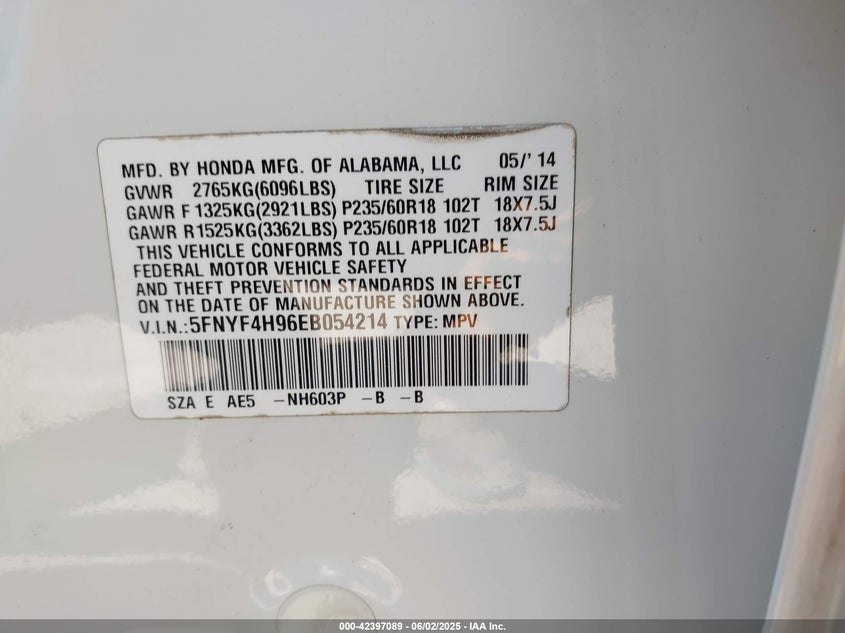 MFD. BY HONDA MFG. OF ALABAMA, LLC 05/'14
GVWR 2765KG(6096LBS) TIRE SIZE RIM SIZE
GAWR F 1325KG(2921LBS) P235/60R18 102T 18X7.5J
GAWR R1525KG(3362LBS) P235/60R18 102T 18X7.5J
THIS VEHICLE CONFORMS TO ALL APPLICABLE
FEDERAL MOTOR VEHICLE SAFETY
AND THEFT PREVENTION STANDARDS IN EFFECT
ON THE DATE OF MANUFACTURE SHOWN ABOVE.
V.I.N.:5FNYF4H96EB054214 TYPE: MPV
SZA E AE5 -NH603P -B -B
000-42397089 - 06/02/2025 - IAA Inc.